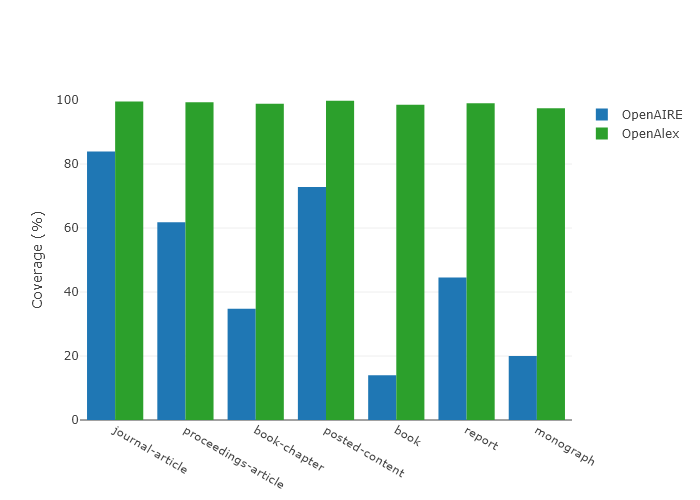 100
80
60
40
20
0
Coverage (%)
journal-article
proceedings-article
book-chapter
posted-content
book
report
monograph
OpenAIRE
OpenAlex